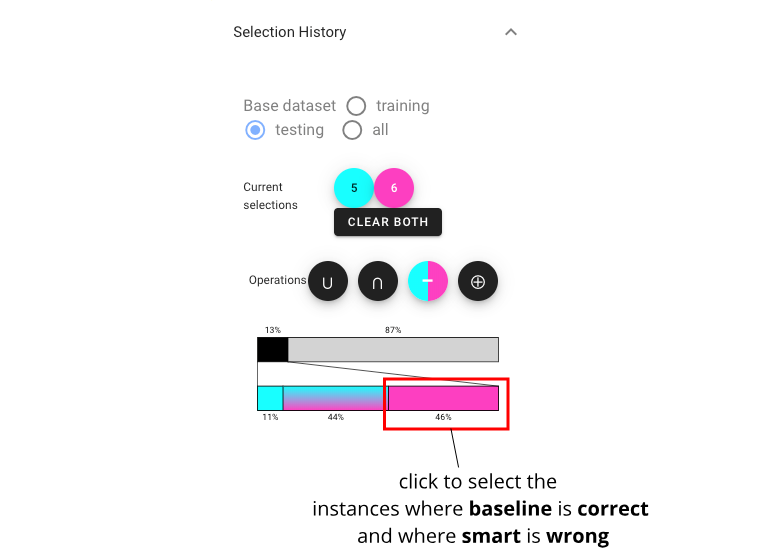 Selection History
Base dataset training
testing all
Current
selections
5 6
CLEAR BOTH
Operations ∪ ∩ − ⊕
13% 87%
11% 44% 46%
click to select the
instances where baseline is correct
and where smart is wrong